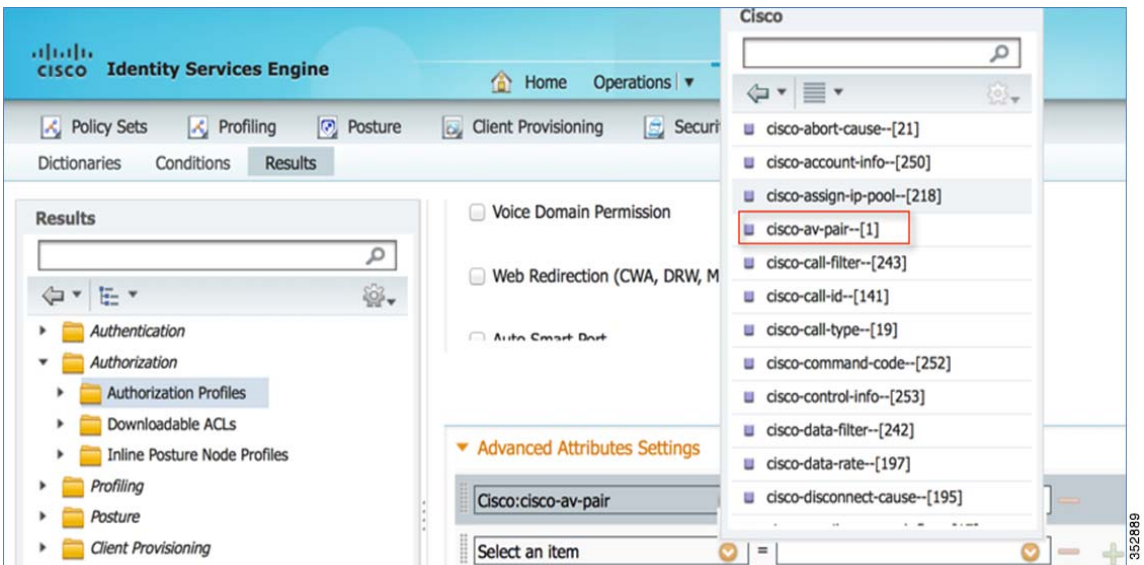 CISCO Identity Services Engine
Home Operations
Policy Sets Profiling Posture Client Provisioning Securi
Dictionaries Conditions Results
Results
Authentication
Authorization
Authorization Profiles
Downloadable ACLs
Inline Posture Node Profiles
Profiling
Posture
Client Provisioning
Voice Domain Permission
Web Redirection (CWA, DRW, M
Auto Smart Port
Advanced Attributes Settings
Cisco:cisco-av-pair
Select an item =
Cisco
cisco-abort-cause--[21]
cisco-account-info--[250]
cisco-assign-ip-pool--[218]
cisco-av-pair--[1]
cisco-call-filter--[243]
cisco-call-id--[141]
cisco-call-type--[19]
cisco-command-code--[252]
cisco-control-info--[253]
cisco-data-filter--[242]
cisco-data-rate--[197]
cisco-disconnect-cause--[195]
352889